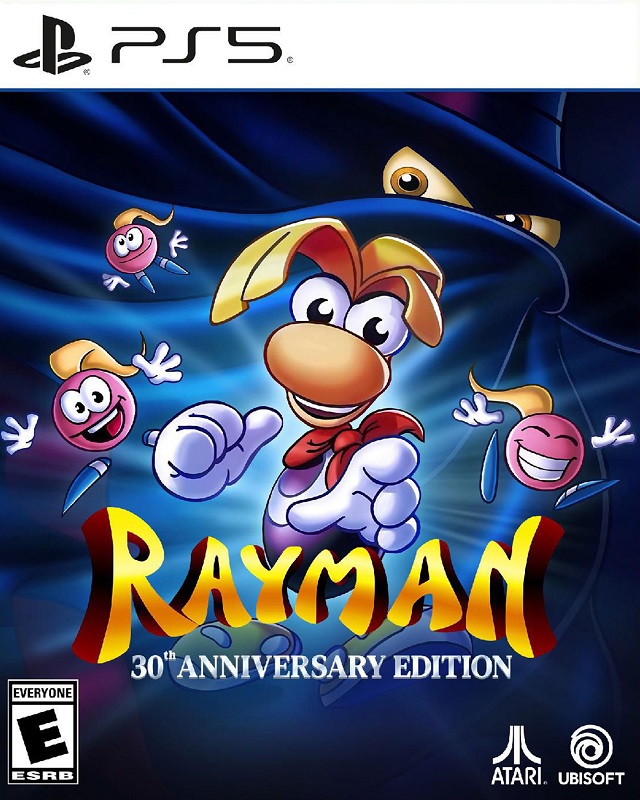 PS5
RAYMAN
30th ANNIVERSARY EDITION
EVERYONE
E
ESRB
ATARI
UBISOFT